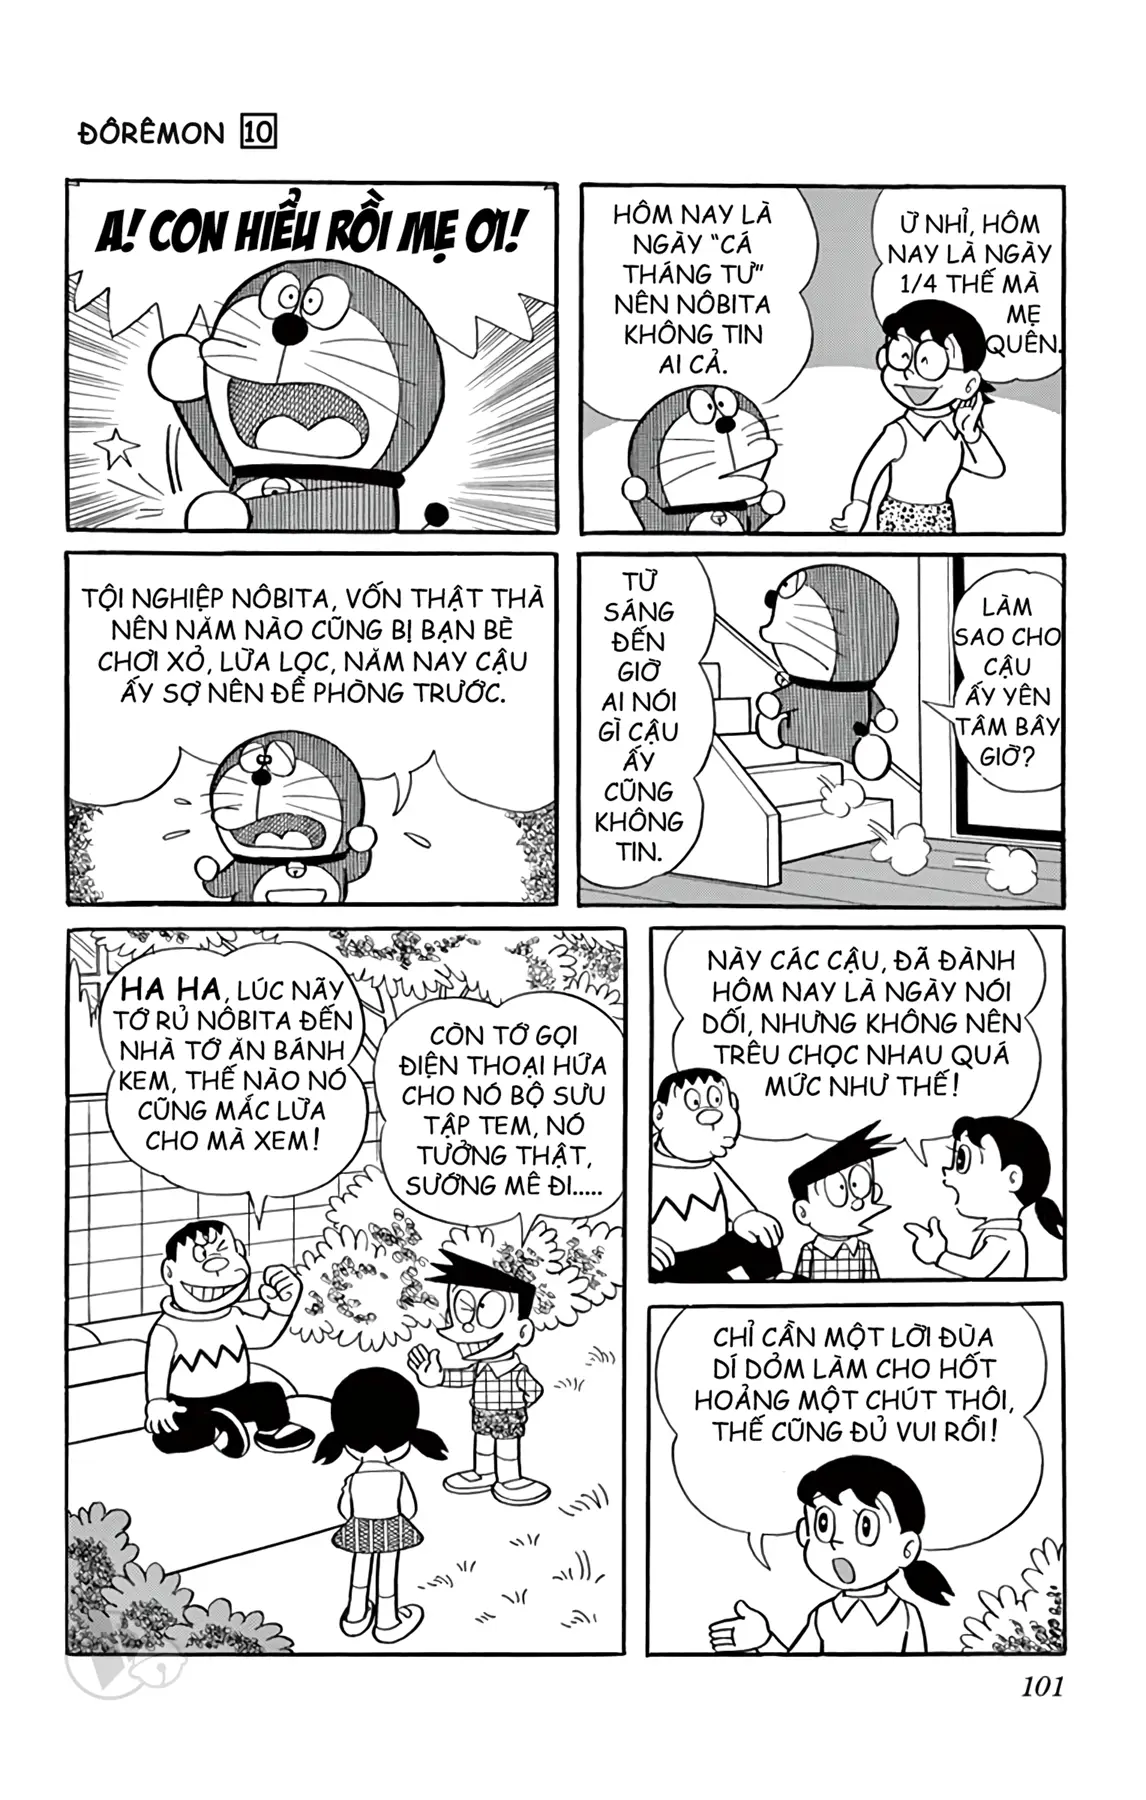 ĐÔRÊMON 10
A! CON HIỂU RỒI MẸ ƠI!
HÔM NAY LÀ
NGÀY “CÁ
THÁNG TƯ”
NÊN NÔBITA
KHÔNG TIN
AI CẢ.
Ừ NHỈ, HÔM
NAY LÀ NGÀY
1/4 THẾ MÀ
MẸ
QUÊN.
TỘI NGHIỆP NÔBITA, VỐN THẬT THÀ
NÊN NĂM NÀO CŨNG BỊ BẠN BÈ
CHƠI XỎ, LỪA LỌC, NĂM NAY CẬU
ẤY SỢ NÊN ĐỀ PHÒNG TRƯỚC.
TỪ
SÁNG
ĐẾN
GIỜ
AI NÓI
GÌ CẬU
ẤY
CŨNG
KHÔNG
TIN.
LÀM
SAO CHO
CẬU
ẤY YÊN
TÂM BÂY
GIỜ?
HA HA, LÚC NÃY
TỚ RỦ NÔBITA ĐẾN
NHÀ TỚ ĂN BÁNH
KEM, THẾ NÀO NÓ
CŨNG MẮC LỪA
CHO MÀ XEM!
CÒN TỚ GỌI
ĐIỆN THOẠI HỨA
CHO NÓ BỘ SƯU
TẬP TEM, NÓ
TƯỞNG THẬT,
SƯỚNG MÊ ĐI.....
NÀY CÁC CẬU, ĐÃ ĐÀNH
HÔM NAY LÀ NGÀY NÓI
DỐI, NHƯNG KHÔNG NÊN
TRÊU CHỌC NHAU QUÁ
MỨC NHƯ THẾ!
CHỈ CẦN MỘT LỜI ĐÙA
DÍ DỎM LÀM CHO HỐT
HOẢNG MỘT CHÚT THÔI,
THẾ CŨNG ĐỦ VUI RỒI!
101